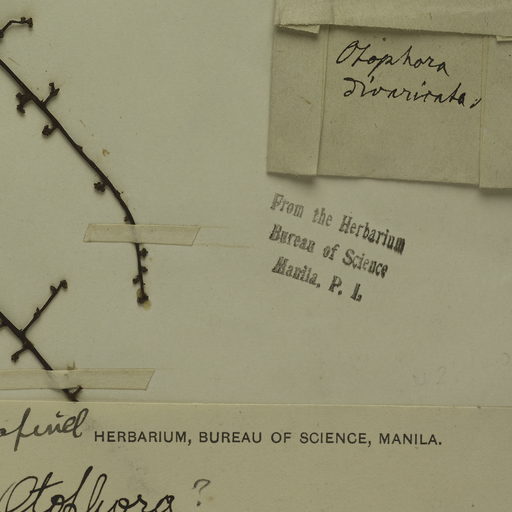 Otophora
divaricata
From the Herbarium
Bureau of Science
Manila, P. I.
HERBARIUM, BUREAU OF SCIENCE, MANILA.
Otophora ?